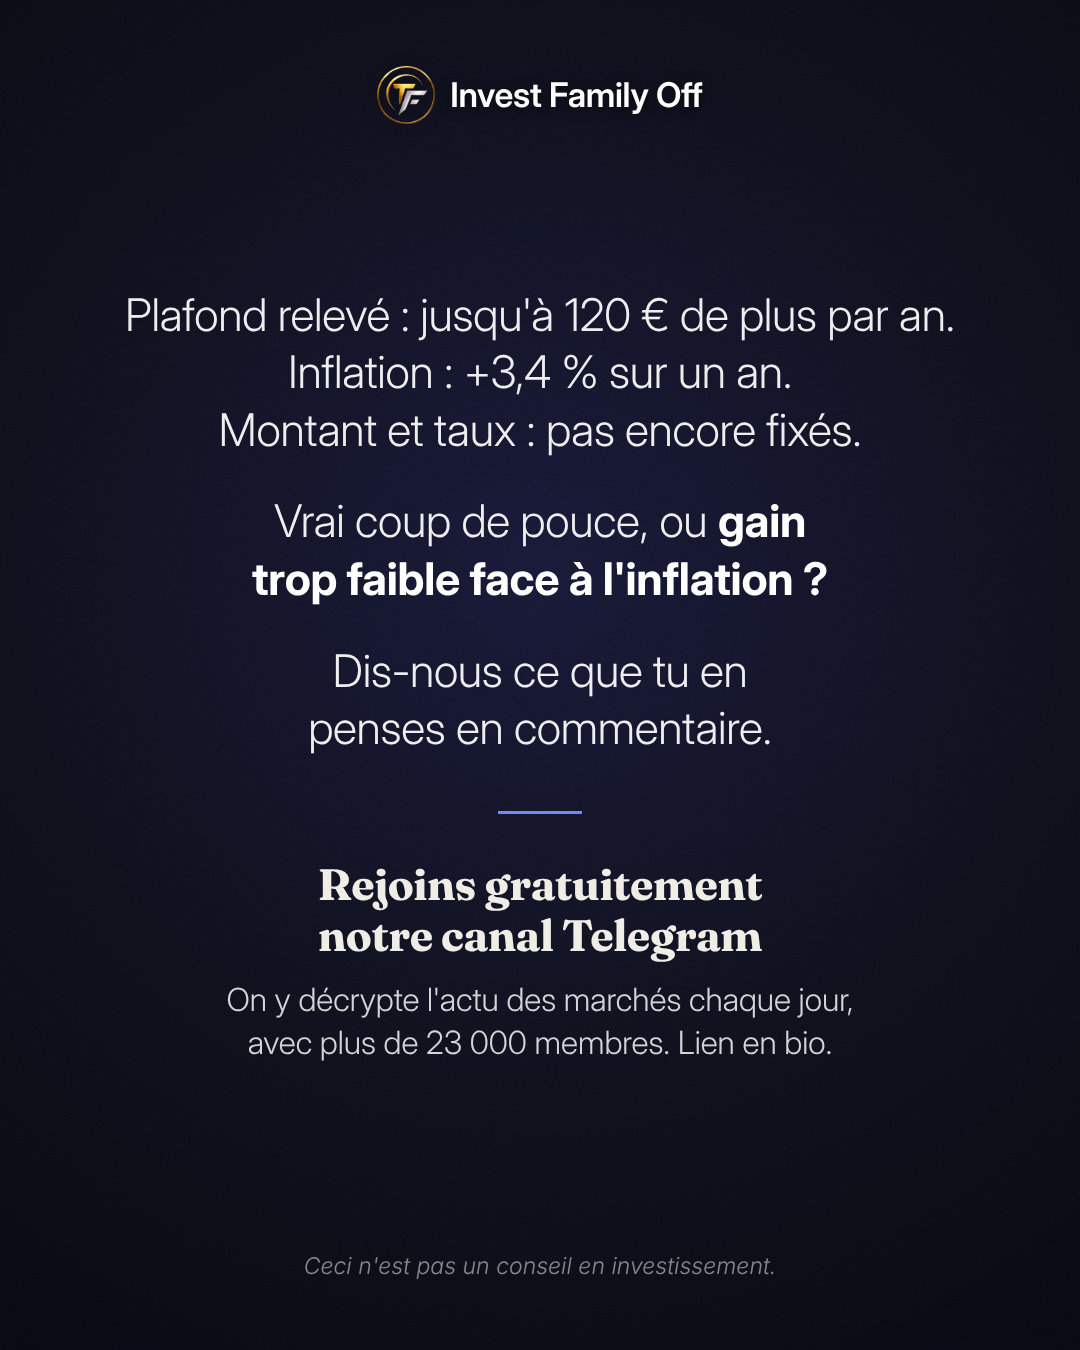 TF Invest Family Off
Plafond relevé : jusqu'à 120 € de plus par an.
Inflation : +3,4 % sur un an.
Montant et taux : pas encore fixés.
Vrai coup de pouce, ou gain
trop faible face à l'inflation ?
Dis-nous ce que tu en
penses en commentaire.
Rejoins gratuitement
notre canal Telegram
On y décrypte l'actu des marchés chaque jour,
avec plus de 23 000 membres. Lien en bio.
Ceci n'est pas un conseil en investissement.